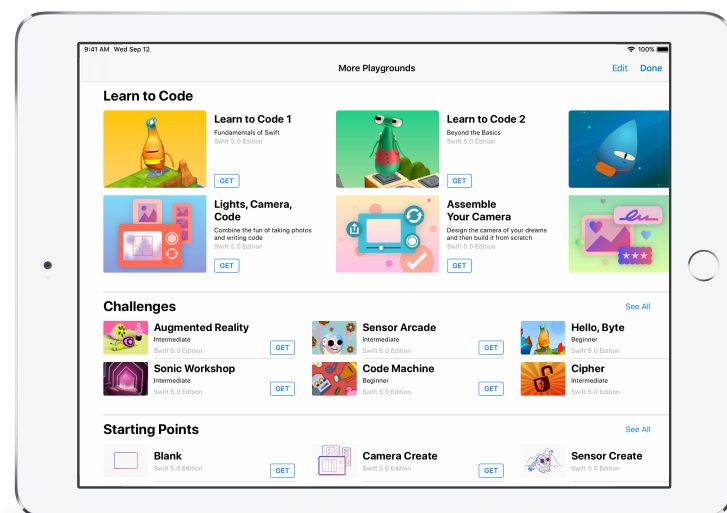 9:41 AM Wed Sep 12
100%
More Playgrounds
Edit Done
Learn to Code
Learn to Code 1
Fundamentals of Swift
Swift 5.0 Edition
GET
Learn to Code 2
Beyond the Basics
Swift 5.0 Edition
GET
Lights, Camera,
Code
Combine the fun of taking photos
and writing code
Swift 5.0 Edition
GET
Assemble
Your Camera
Design the camera of your dreams
and then build it from scratch
Swift 5.0 Edition
GET
Challenges
See All
Augmented Reality
Intermediate
Swift 5.0 Edition
GET
Sensor Arcade
Intermediate
Swift 5.0 Edition
GET
Hello, Byte
Beginner
Swift 5.0 Edition
Sonic Workshop
Intermediate
Swift 5.0 Edition
GET
Code Machine
Beginner
Swift 5.0 Edition
GET
Cipher
Intermediate
Swift 5.0 Edition
Starting Points
See All
Blank
Swift 5.0 Edition
GET
Camera Create
Swift 5.0 Edition
GET
Sensor Create
Swift 5.0 Edition